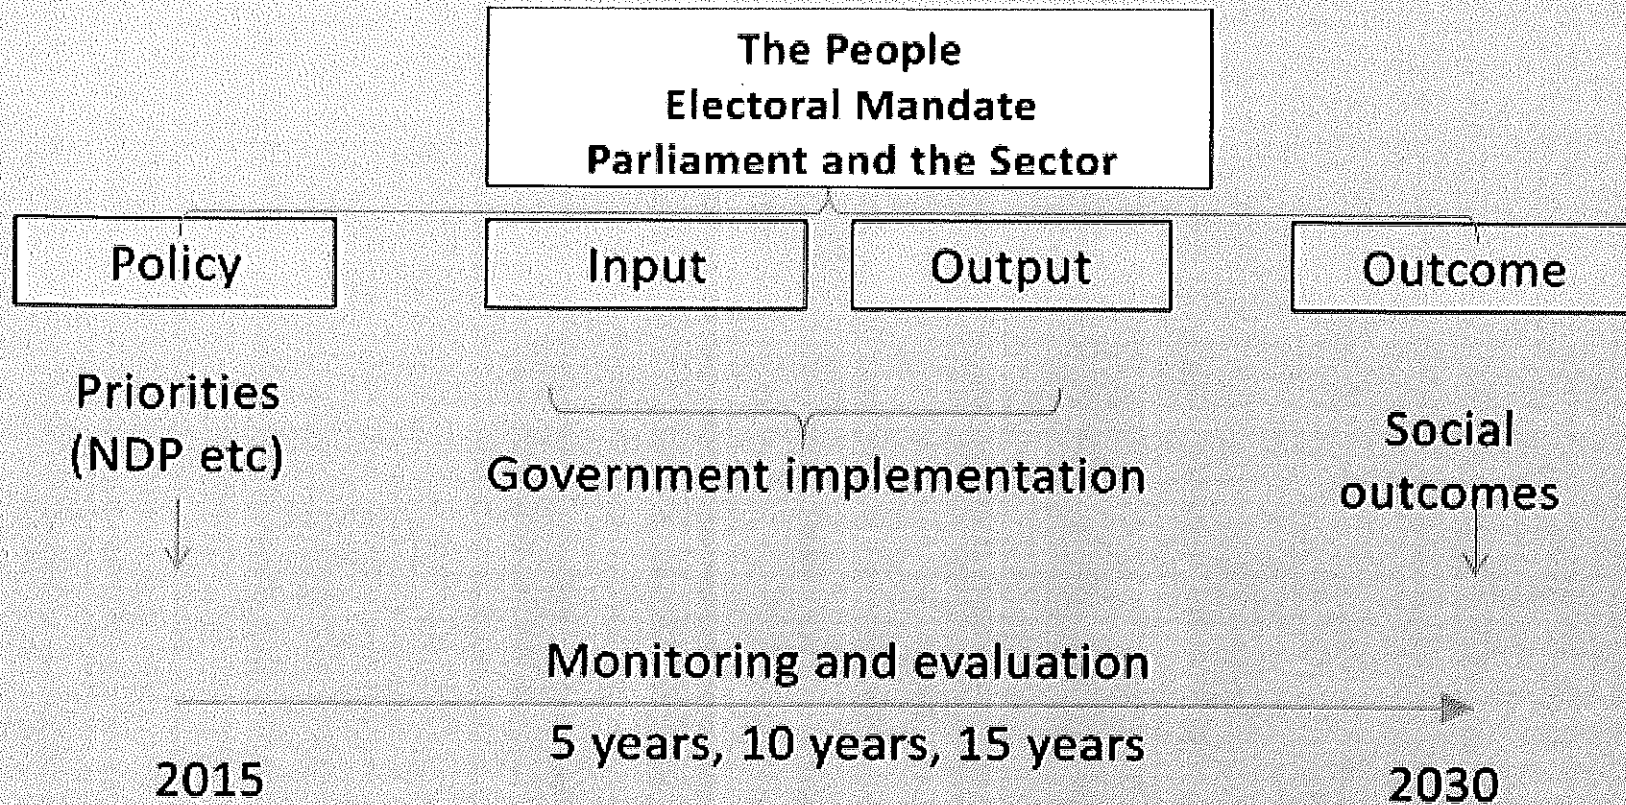 The People
Electoral Mandate
Parliament and the Sector
Policy
Input
Output
Outcome
Priorities
(NDP etc)
Government implementation
Social
outcomes
Monitoring and evaluation
5 years, 10 years, 15 years
2015
2030